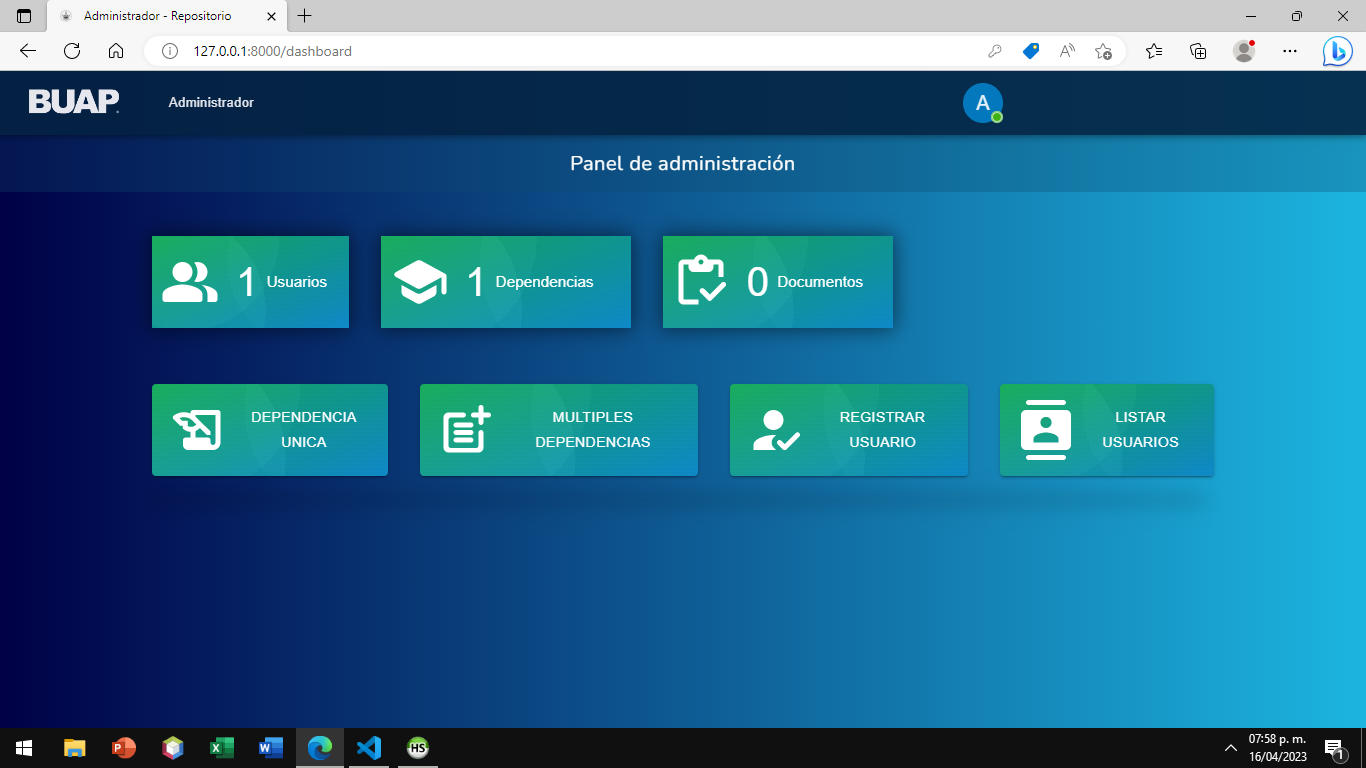 Administrador - Repositorio
127.0.0.1:8000/dashboard
BUAP
Administrador
A
Panel de administración
1 Usuarios
1 Dependencias
0 Documentos
DEPENDENCIA
UNICA
MULTIPLES
DEPENDENCIAS
REGISTRAR
USUARIO
LISTAR
USUARIOS
P
X
W
HS
07:58 p. m.
16/04/2023
1